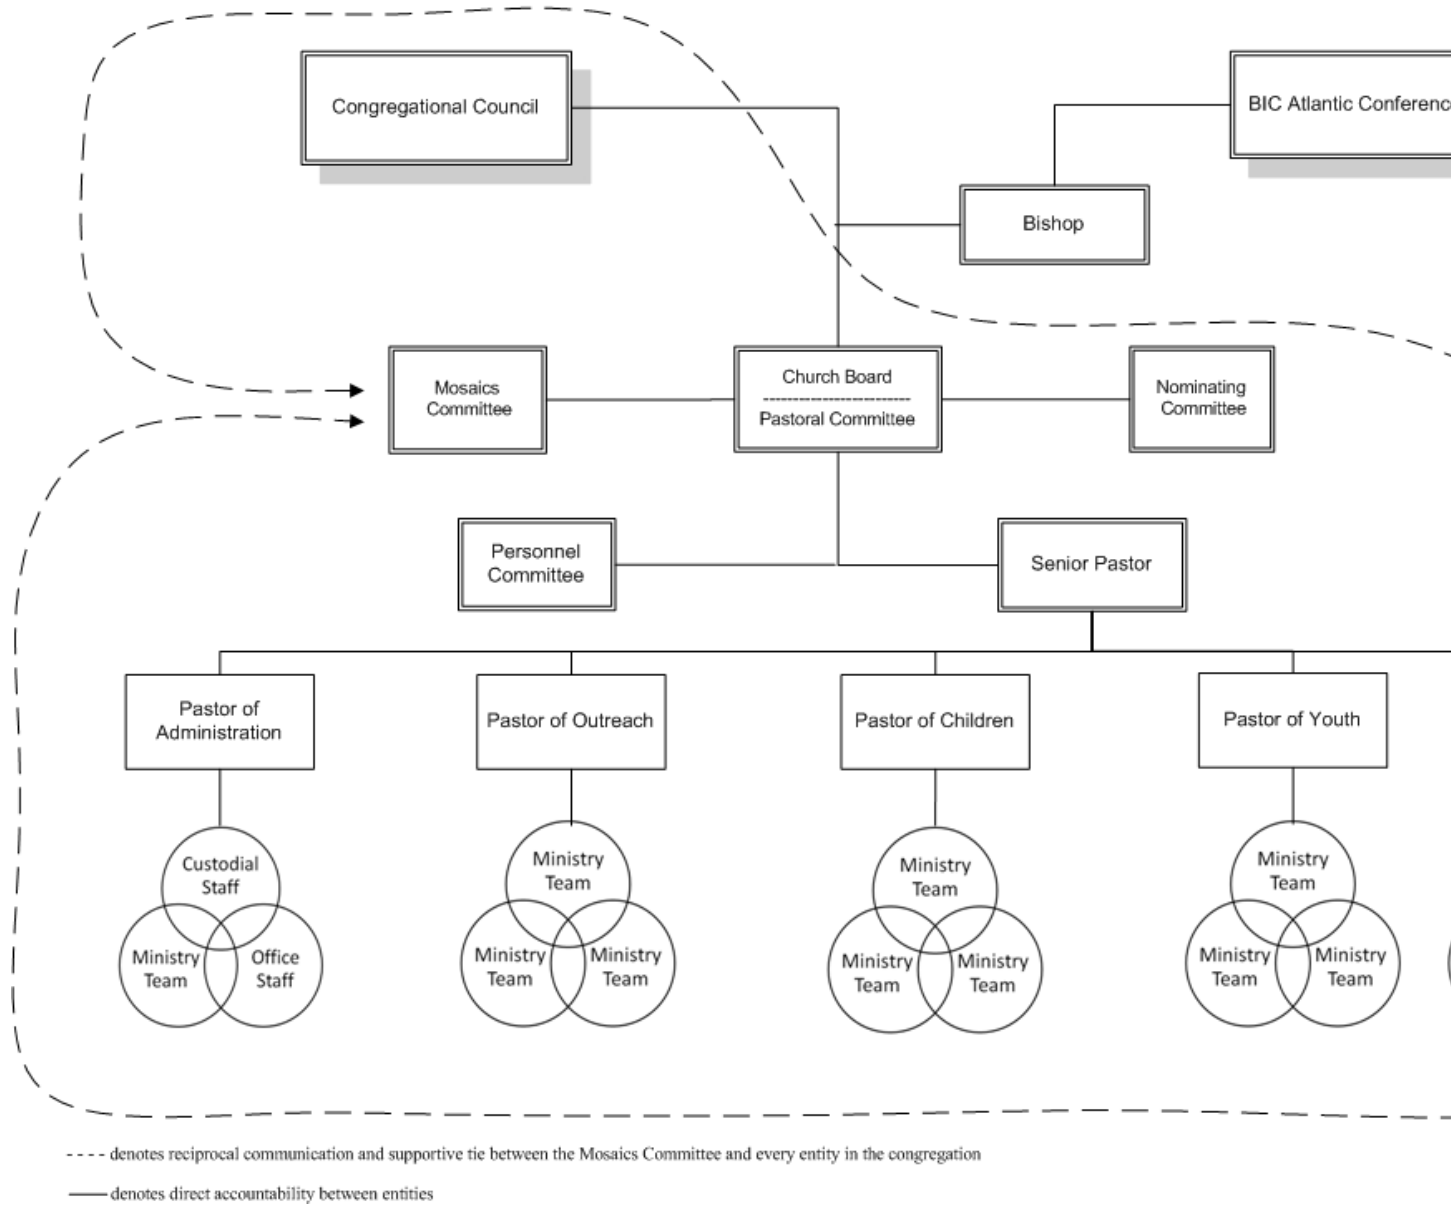 Congregational Council
BIC Atlantic Conference
Bishop
Mosaics
Committee
Church Board
Pastoral Committee
Nominating
Committee
Personnel
Committee
Senior Pastor
Pastor of
Administration
Pastor of Outreach
Pastor of Children
Pastor of Youth
Custodial
Staff
Ministry
Team
Office
Staff
Ministry
Team
Ministry
Team
Ministry
Team
Ministry
Team
Ministry
Team
Ministry
Team
Ministry
Team
Ministry
Team
Ministry
Team
denotes reciprocal communication and supportive tie between the Mosaics Committee and every entity in the congregation
denotes direct accountability between entities